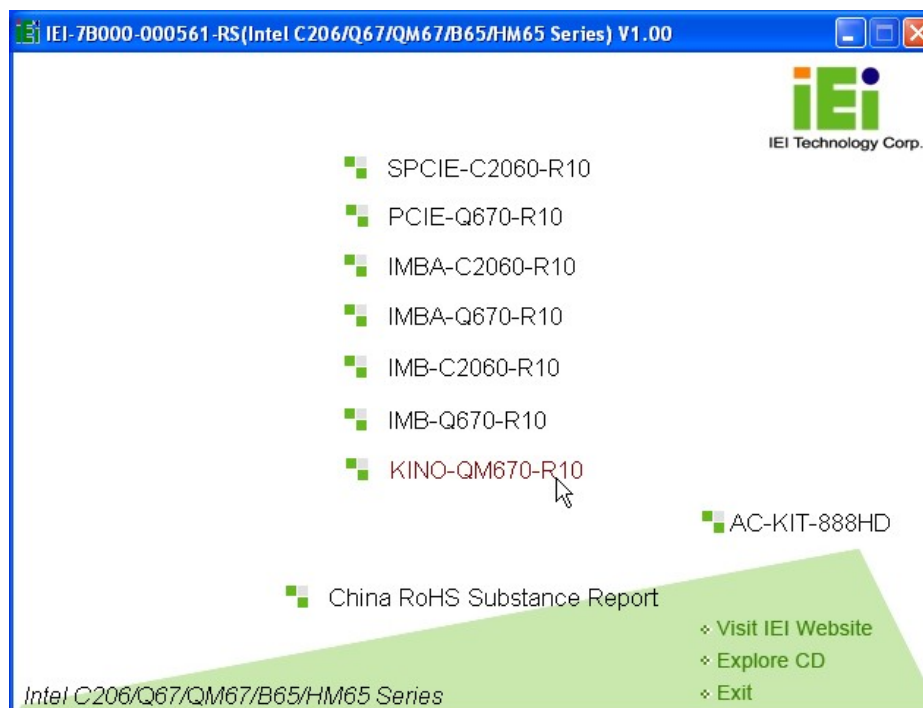 IEI-7B000-000561-RS(Intel C206/Q67/QM67/B65/HM65 Series) V1.00
iEi
IEI Technology Corp.
SPCIE-C2060-R10
PCIE-Q670-R10
IMBA-C2060-R10
IMBA-Q670-R10
IMB-C2060-R10
IMB-Q670-R10
KINO-QM670-R10
AC-KIT-888HD
China RoHS Substance Report
Visit IEI Website
Explore CD
Exit
Intel C206/Q67/QM67/B65/HM65 Series